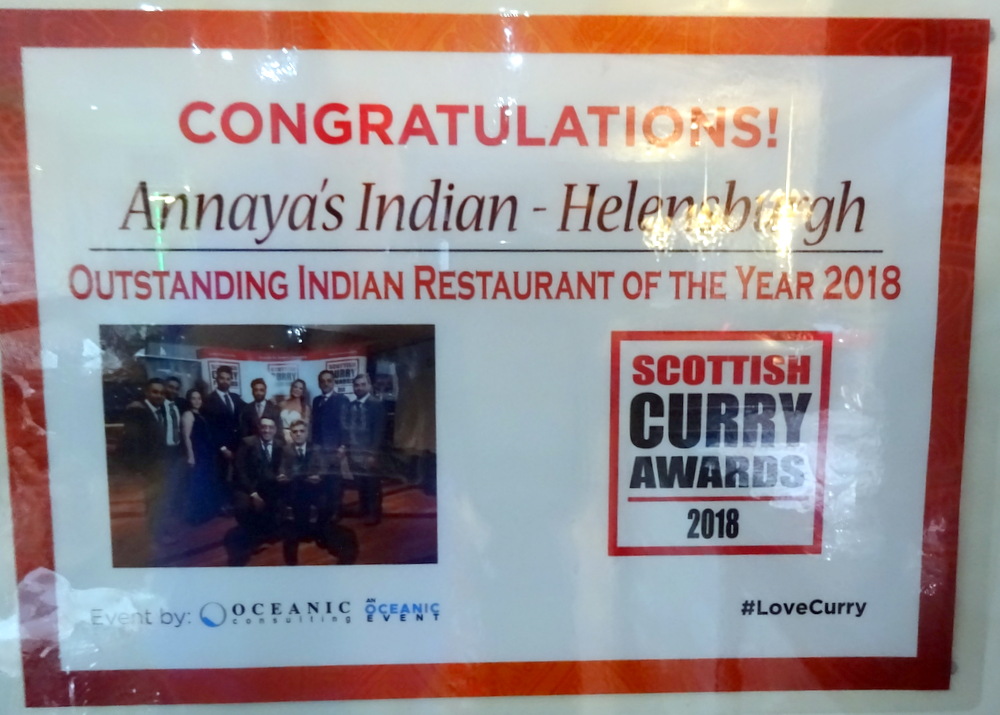 CONGRATULATIONS!
Annaya's Indian - Helensburgh
OUTSTANDING INDIAN RESTAURANT OF THE YEAR 2018
SCOTTISH
CURRY
AWARDS
2018
Event by: OCEANIC consulting AN OCEANIC EVENT
#LoveCurry